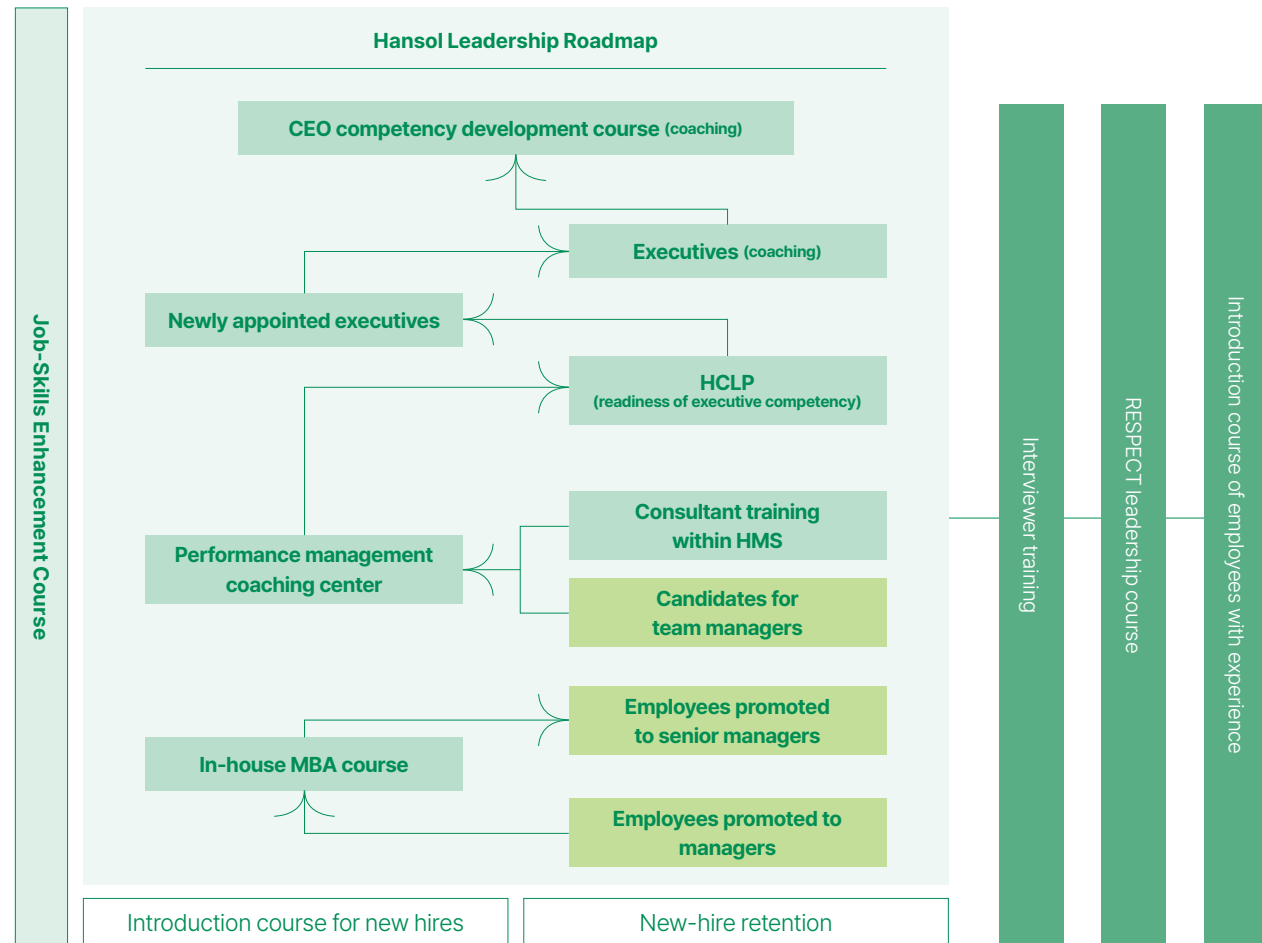 Hansol Leadership Roadmap
CEO competency development course (coaching)
Executives (coaching)
Newly appointed executives
HCLP
(readiness of executive competency)
Consultant training
within HMS
Performance management
coaching center
Candidates for
team managers
Employees promoted
to senior managers
In-house MBA course
Employees promoted to
managers
Introduction course for new hires
New-hire retention
Job-Skills Enhancement Course
Interviewer training
RESPECT leadership course
Introduction course of employees with experience